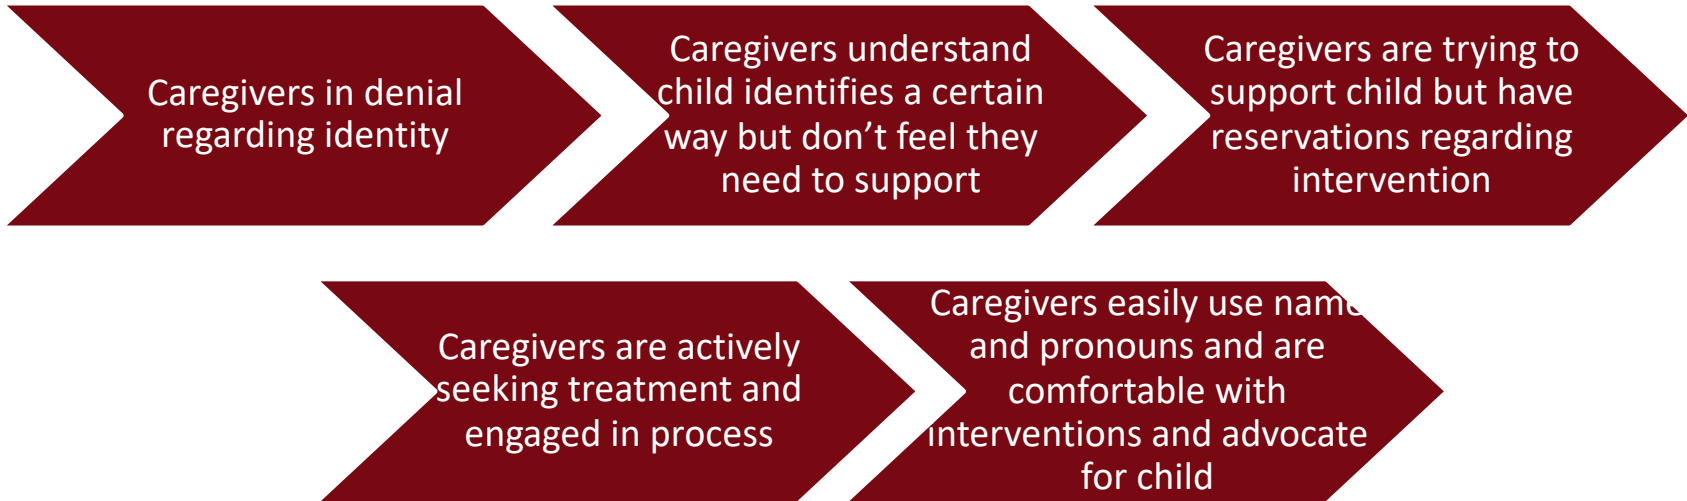 Caregivers in denial
regarding identity
Caregivers understand
child identifies a certain
way but don’t feel they
need to support
Caregivers are trying to
support child but have
reservations regarding
intervention
Caregivers are actively
seeking treatment and
engaged in process
Caregivers easily use name
and pronouns and are
comfortable with
interventions and advocate
for child